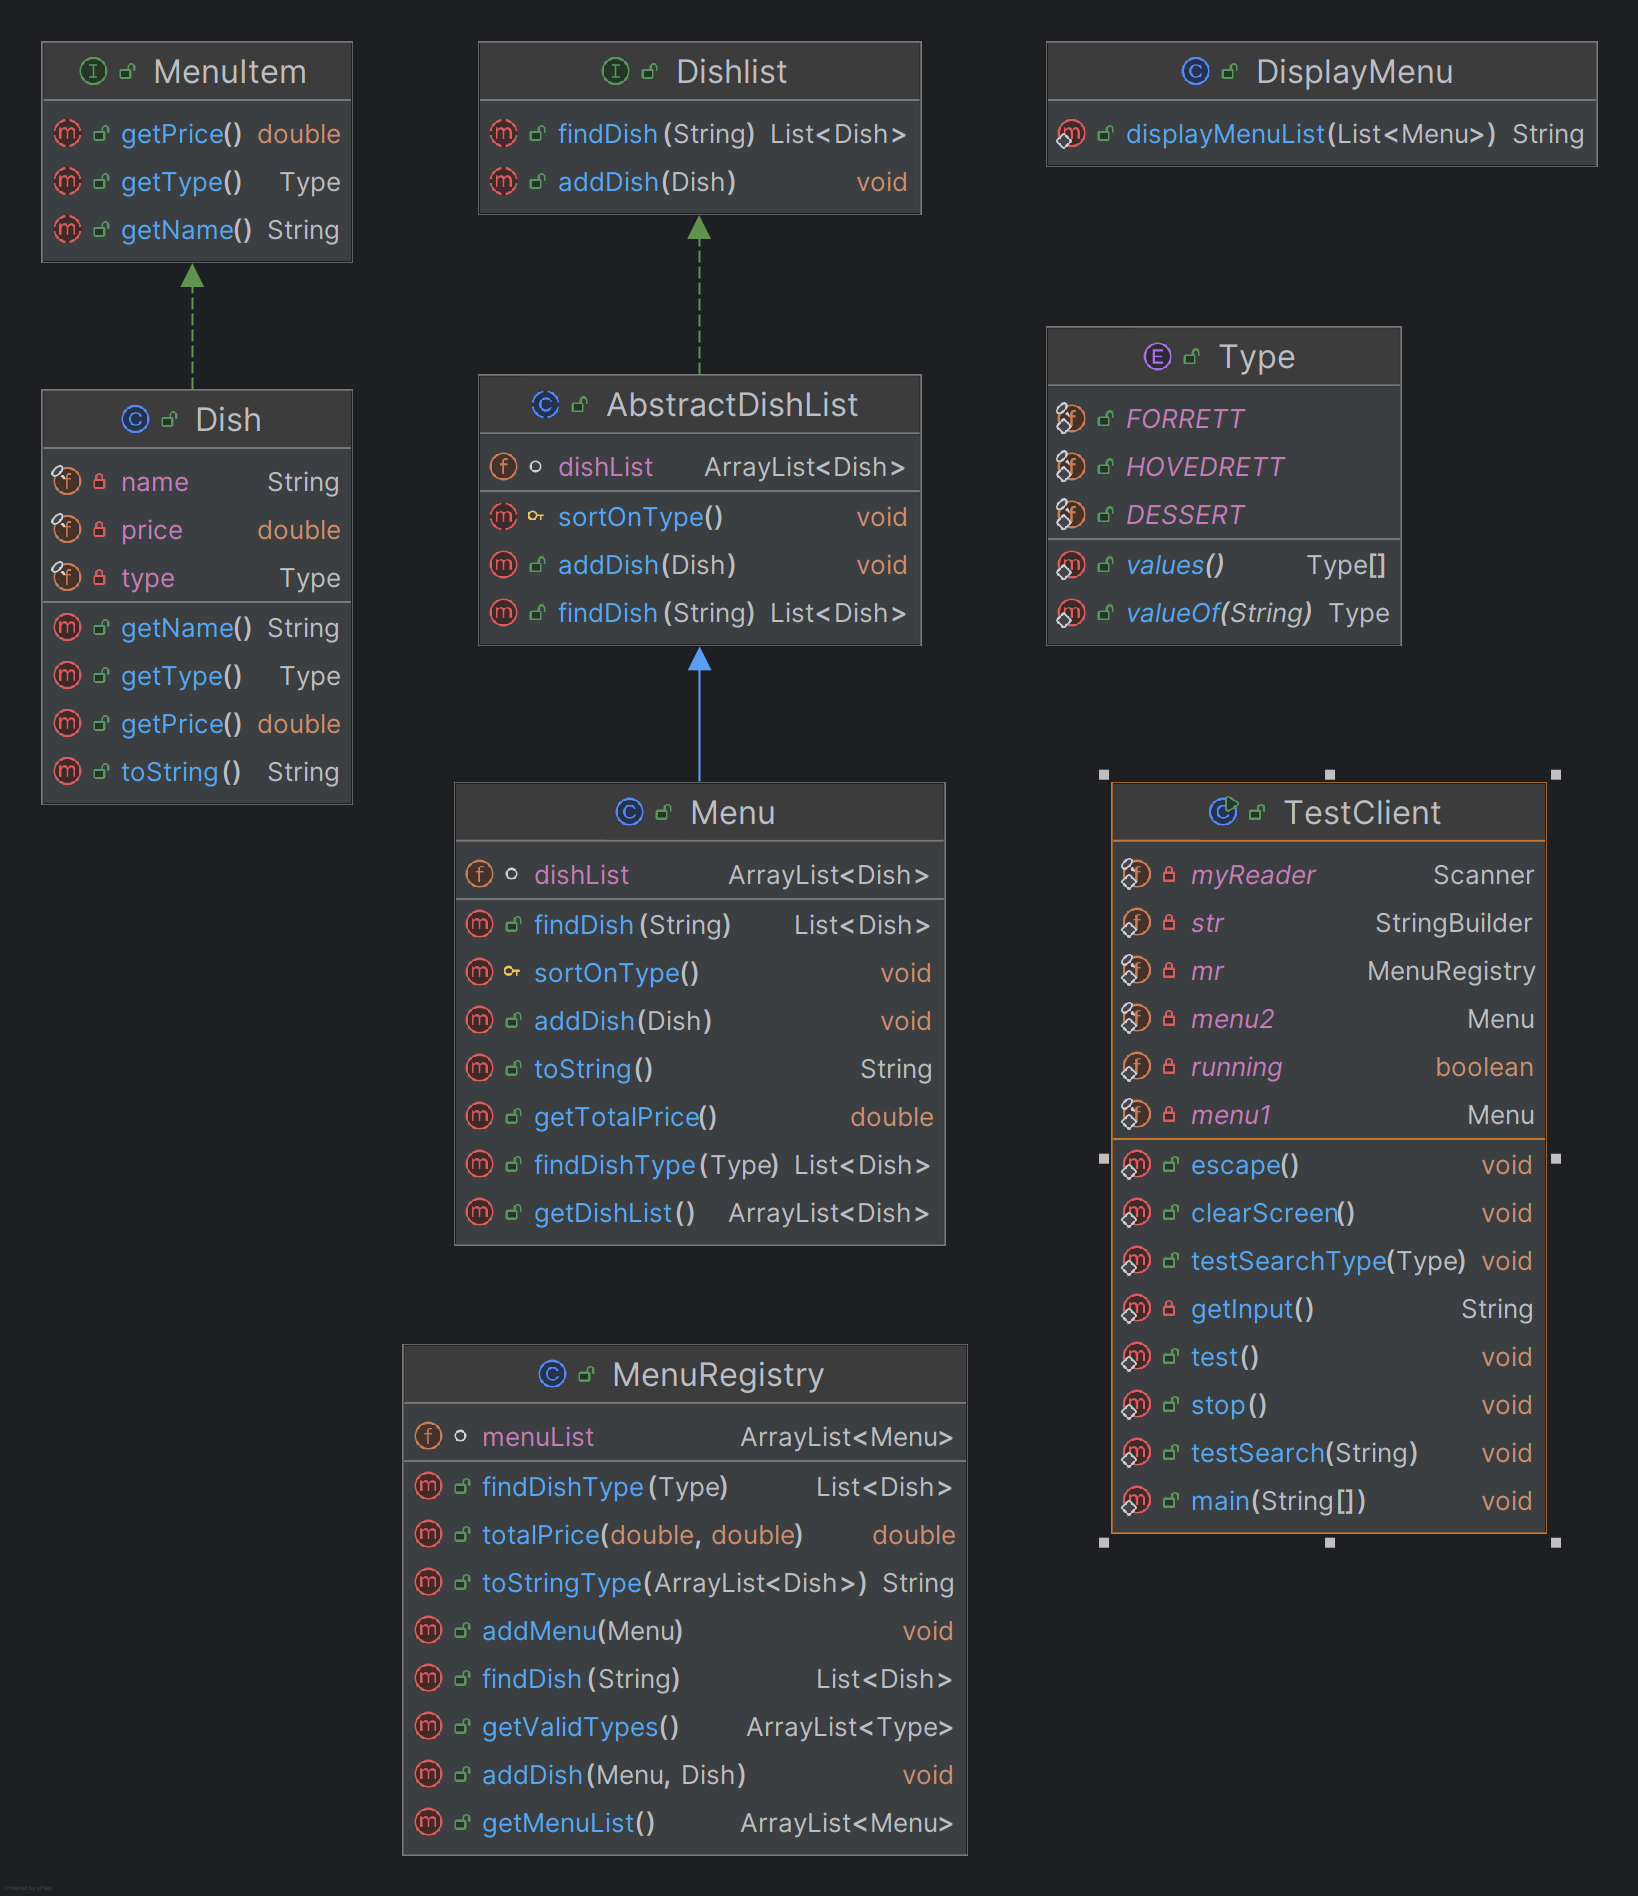 MenuItem
getPrice() double
getType() Type
getName() String
Dishlist
findDish(String) List<Dish>
addDish(Dish) void
DisplayMenu
displayMenuList(List<Menu>) String
Dish
name String
price double
type Type
getName() String
getType() Type
getPrice() double
toString() String
AbstractDishList
dishList ArrayList<Dish>
sortOnType() void
addDish(Dish) void
findDish(String) List<Dish>
Type
FORRETT
HOVEDRETT
DESSERT
values() Type[]
valueOf(String) Type
Menu
dishList ArrayList<Dish>
findDish(String) List<Dish>
sortOnType() void
addDish(Dish) void
toString() String
getTotalPrice() double
findDishType(Type) List<Dish>
getDishList() ArrayList<Dish>
TestClient
myReader Scanner
str StringBuilder
mr MenuRegistry
menu2 Menu
running boolean
menu1 Menu
escape() void
clearScreen() void
testSearchType(Type) void
getInput() String
test() void
stop() void
testSearch(String) void
main(String[]) void
MenuRegistry
menuList ArrayList<Menu>
findDishType(Type) List<Dish>
totalPrice(double, double) double
toStringType(ArrayList<Dish>) String
addMenu(Menu) void
findDish(String) List<Dish>
getValidTypes() ArrayList<Type>
addDish(Menu, Dish) void
getMenuList() ArrayList<Menu>
Powered by yFiles